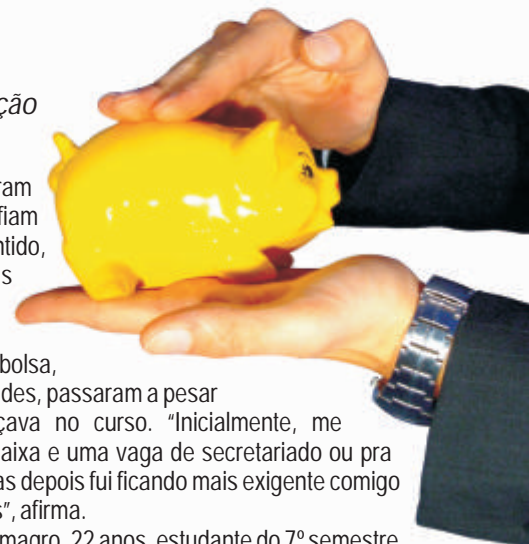 ção
ram
fiam
ntido,
s
bolsa,
des, passaram a pesar
çava no curso. “Inicialmente, me
aixa e uma vaga de secretariado ou pra
as depois fui ficando mais exigente comigo
s”, afirma.
magro, 22 anos, estudante do 7º semestre